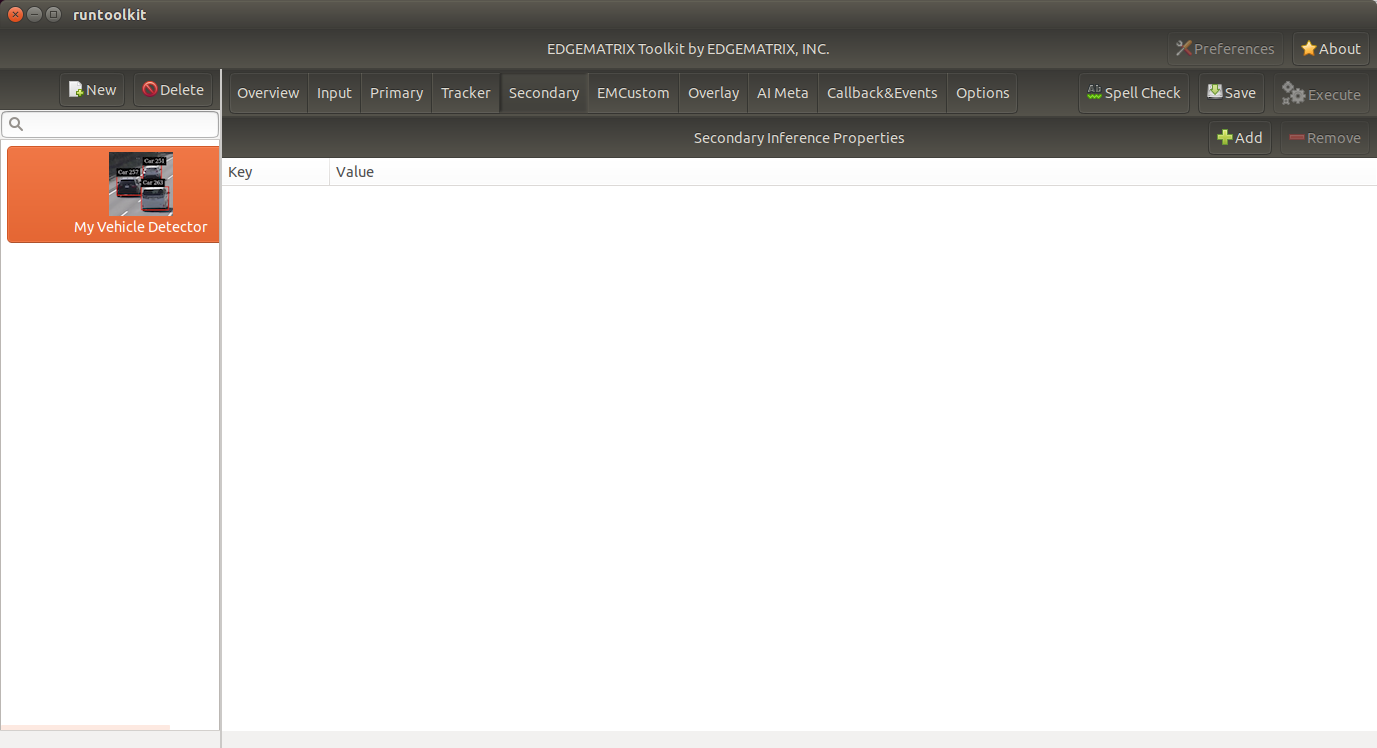 runtoolkit
EDGEMATRIX Toolkit by EDGEMATRIX, INC.
Preferences
About
New
Delete
Overview
Input
Primary
Tracker
Secondary
EMCustom
Overlay
AI Meta
Callback&Events
Options
Ab
Spell Check
Save
Execute
Secondary Inference Properties
Add
Remove
Key
Value
Car 251
Car 257
Car 263
My Vehicle Detector